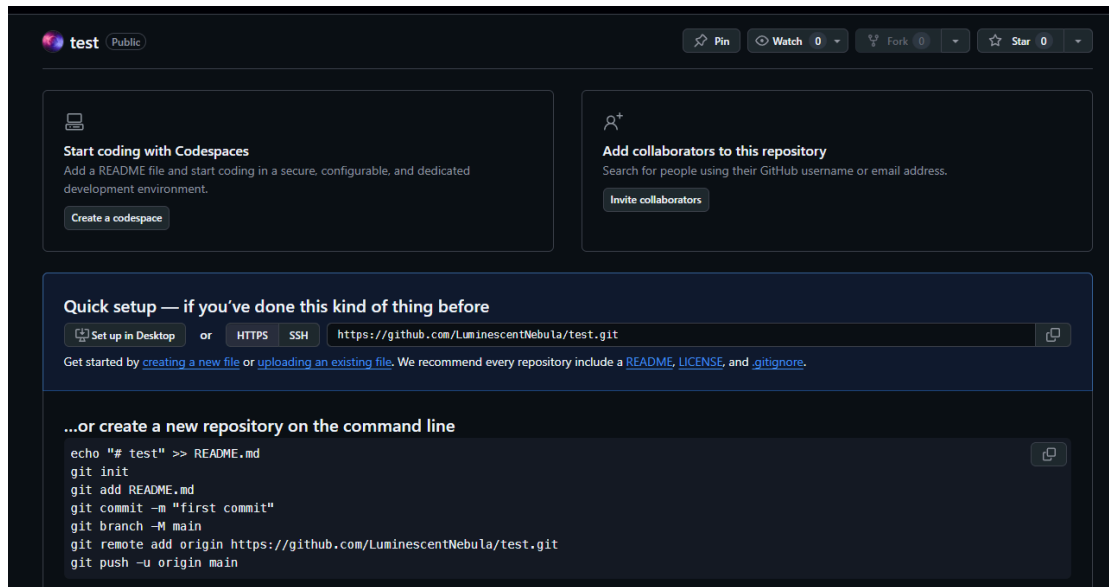 test Public
Pin Watch 0 Fork 0 Star 0
Start coding with Codespaces
Add a README file and start coding in a secure, configurable, and dedicated
development environment.
Create a codespace
Add collaborators to this repository
Search for people using their GitHub username or email address.
Invite collaborators
Quick setup — if you’ve done this kind of thing before
Set up in Desktop or HTTPS SSH https://github.com/LuminescentNebula/test.git
Get started by creating a new file or uploading an existing file. We recommend every repository include a README, LICENSE, and .gitignore.
...or create a new repository on the command line
echo "# test" >> README.md
git init
git add README.md
git commit -m "first commit"
git branch -M main
git remote add origin https://github.com/LuminescentNebula/test.git
git push -u origin main